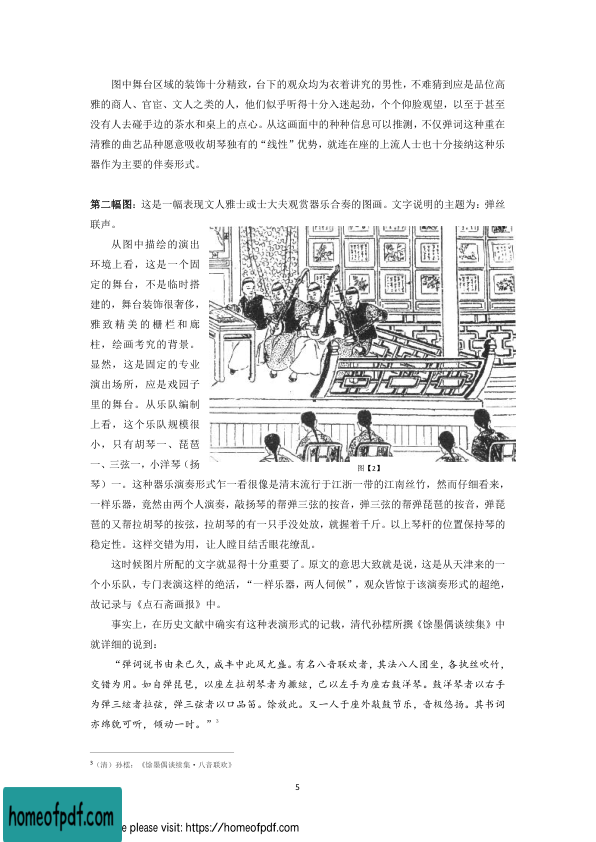 图中舞台区域的装饰十分精致，台下的观众均为衣着讲究的男性，不难猜到应是品位高
雅的商人、官宦、文人之类的人，他们似乎听得十分入迷起劲，个个仰脸观望，以至于甚至
没有人去碰手边的茶水和桌上的点心。从这画面中的种种信息可以推测，不仅弹词这种重在
清雅的曲艺品种愿意吸收胡琴独有的“线性”优势，就连在座的上流人士也十分接纳这种乐
器作为主要的伴奏形式。
第二幅图：这是一幅表现文人雅士或士大夫观赏器乐合奏的图画。文字说明的主题为：弹丝
联声。
从图中描绘的演出
环境上看，这是一个固
定的舞台，不是临时搭
建的，舞台装饰很奢侈，
雅致精美的栅栏和廊
柱，绘画考究的背景。
显然，这是固定的专业
演出场所，应是戏园子
里的舞台。从乐队编制
上看，这个乐队规模很
小，只有胡琴一、琵琶
一、三弦一，小洋琴（扬
图【2】
琴）一。这种器乐演奏形式乍一看很像是清末流行于江浙一带的江南丝竹，然而仔细看来，
一样乐器，竟然由两个人演奏，敲扬琴的帮弹三弦的按音，弹三弦的帮弹琵琶的按音，弹琵
琶的又帮拉胡琴的按弦，拉胡琴的有一只手没处放，就握着千斤。以上琴杆的位置保持琴的
稳定性。这样交错为用，让人瞠目结舌眼花缭乱。
这时候图片所配的文字就显得十分重要了。原文的意思大致就是说，这是从天津来的一
个小乐队，专门表演这样的绝活，“一样乐器，两人伺候”，观众皆惊于该演奏形式的超绝，
故记录与《点石斋画报》中。
事实上，在历史文献中确实有这种表演形式的记载，清代孙橒所撰《馀墨偶谈续集》中
就详细的说到：
“弹词说书由来已久，咸丰中此风尤盛。有名八音联欢者，其法八人团坐，各执丝吹竹，
交错为用。如自弹琵琶，以座左拉胡琴者为搊絃，己以左手为座右鼓洋琴。鼓洋琴者以右手
为弹三絃者拉弦，弹三弦者以口品笛。馀放此。又一人于座外敲鼓节乐，音极悠扬。其书词
亦绵貌可听，倾动一时。”³
³（清）孙橒：《馀墨偶谈续集·八音联欢》
5
homeofpdf.com
e please visit: https://homeofpdf.com